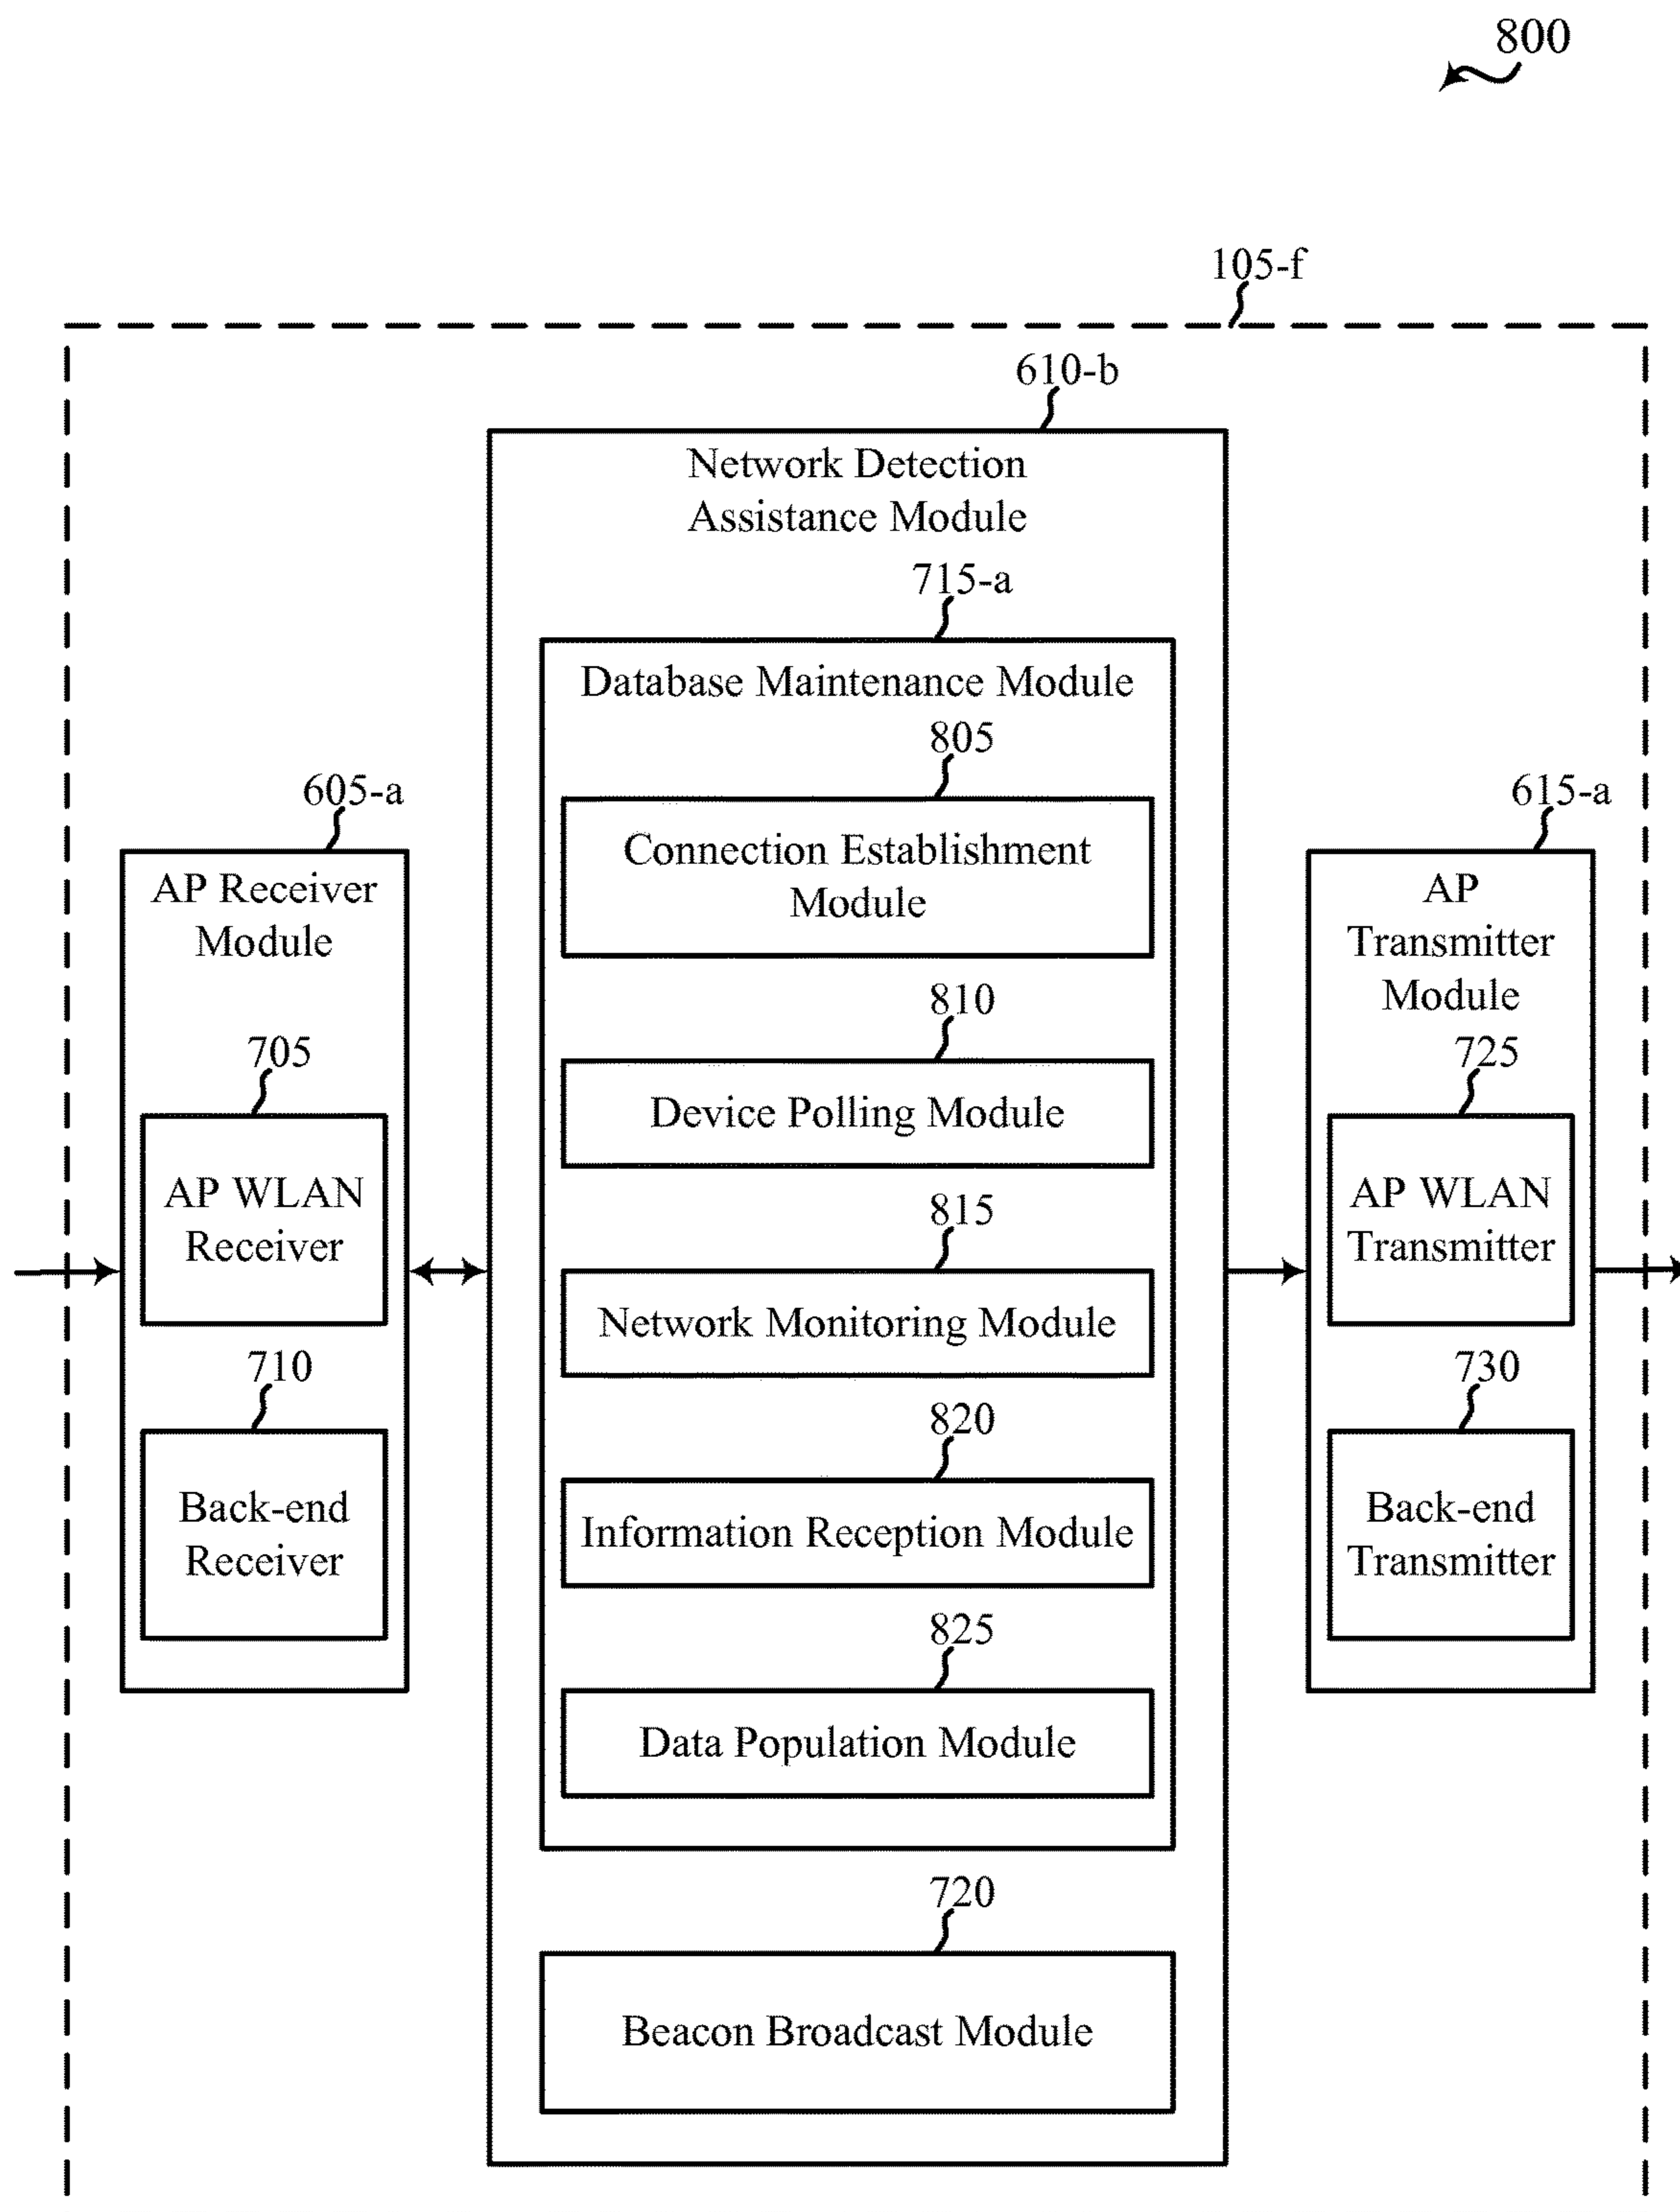 800
105-f
610-b
Network Detection
Assistance Module
715-a
Database Maintenance Module
805
Connection Establishment
Module
810
Device Polling Module
815
Network Monitoring Module
820
Information Reception Module
825
Data Population Module
720
Beacon Broadcast Module
605-a
AP Receiver
Module
705
AP WLAN
Receiver
710
Back-end
Receiver
615-a
AP
Transmitter
Module
725
AP WLAN
Transmitter
730
Back-end
Transmitter